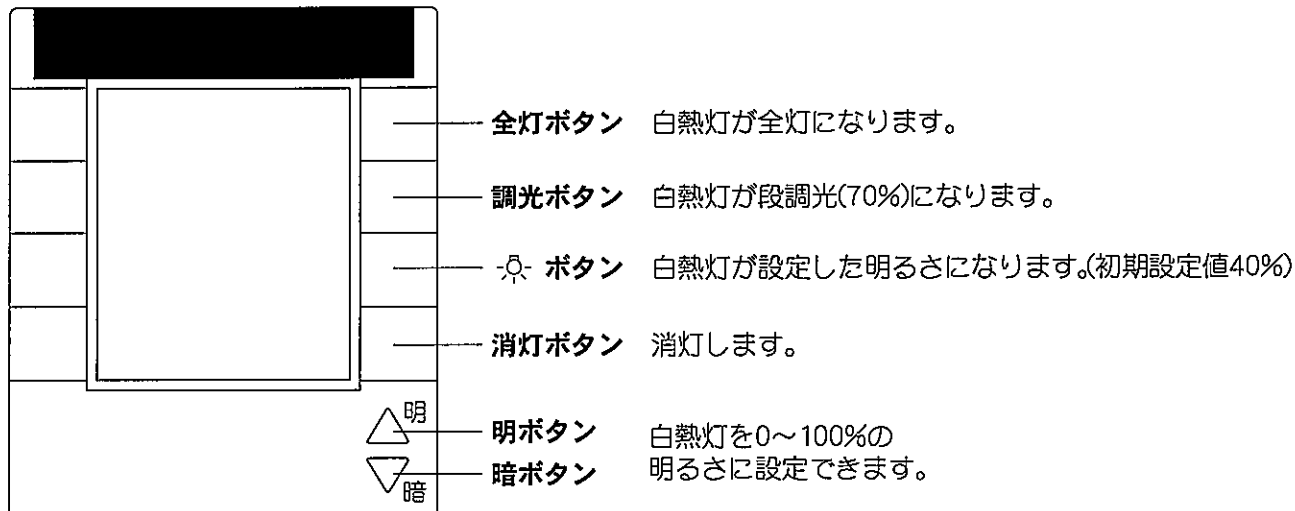 全灯ボタン 白熱灯が全灯になります。
調光ボタン 白熱灯が段調光(70%)になります。
ボタン 白熱灯が設定した明るさになります。(初期設定値40%)
消灯ボタン 消灯します。
明
明ボタン 白熱灯を0～100%の
暗ボタン 明るさに設定できます。
暗